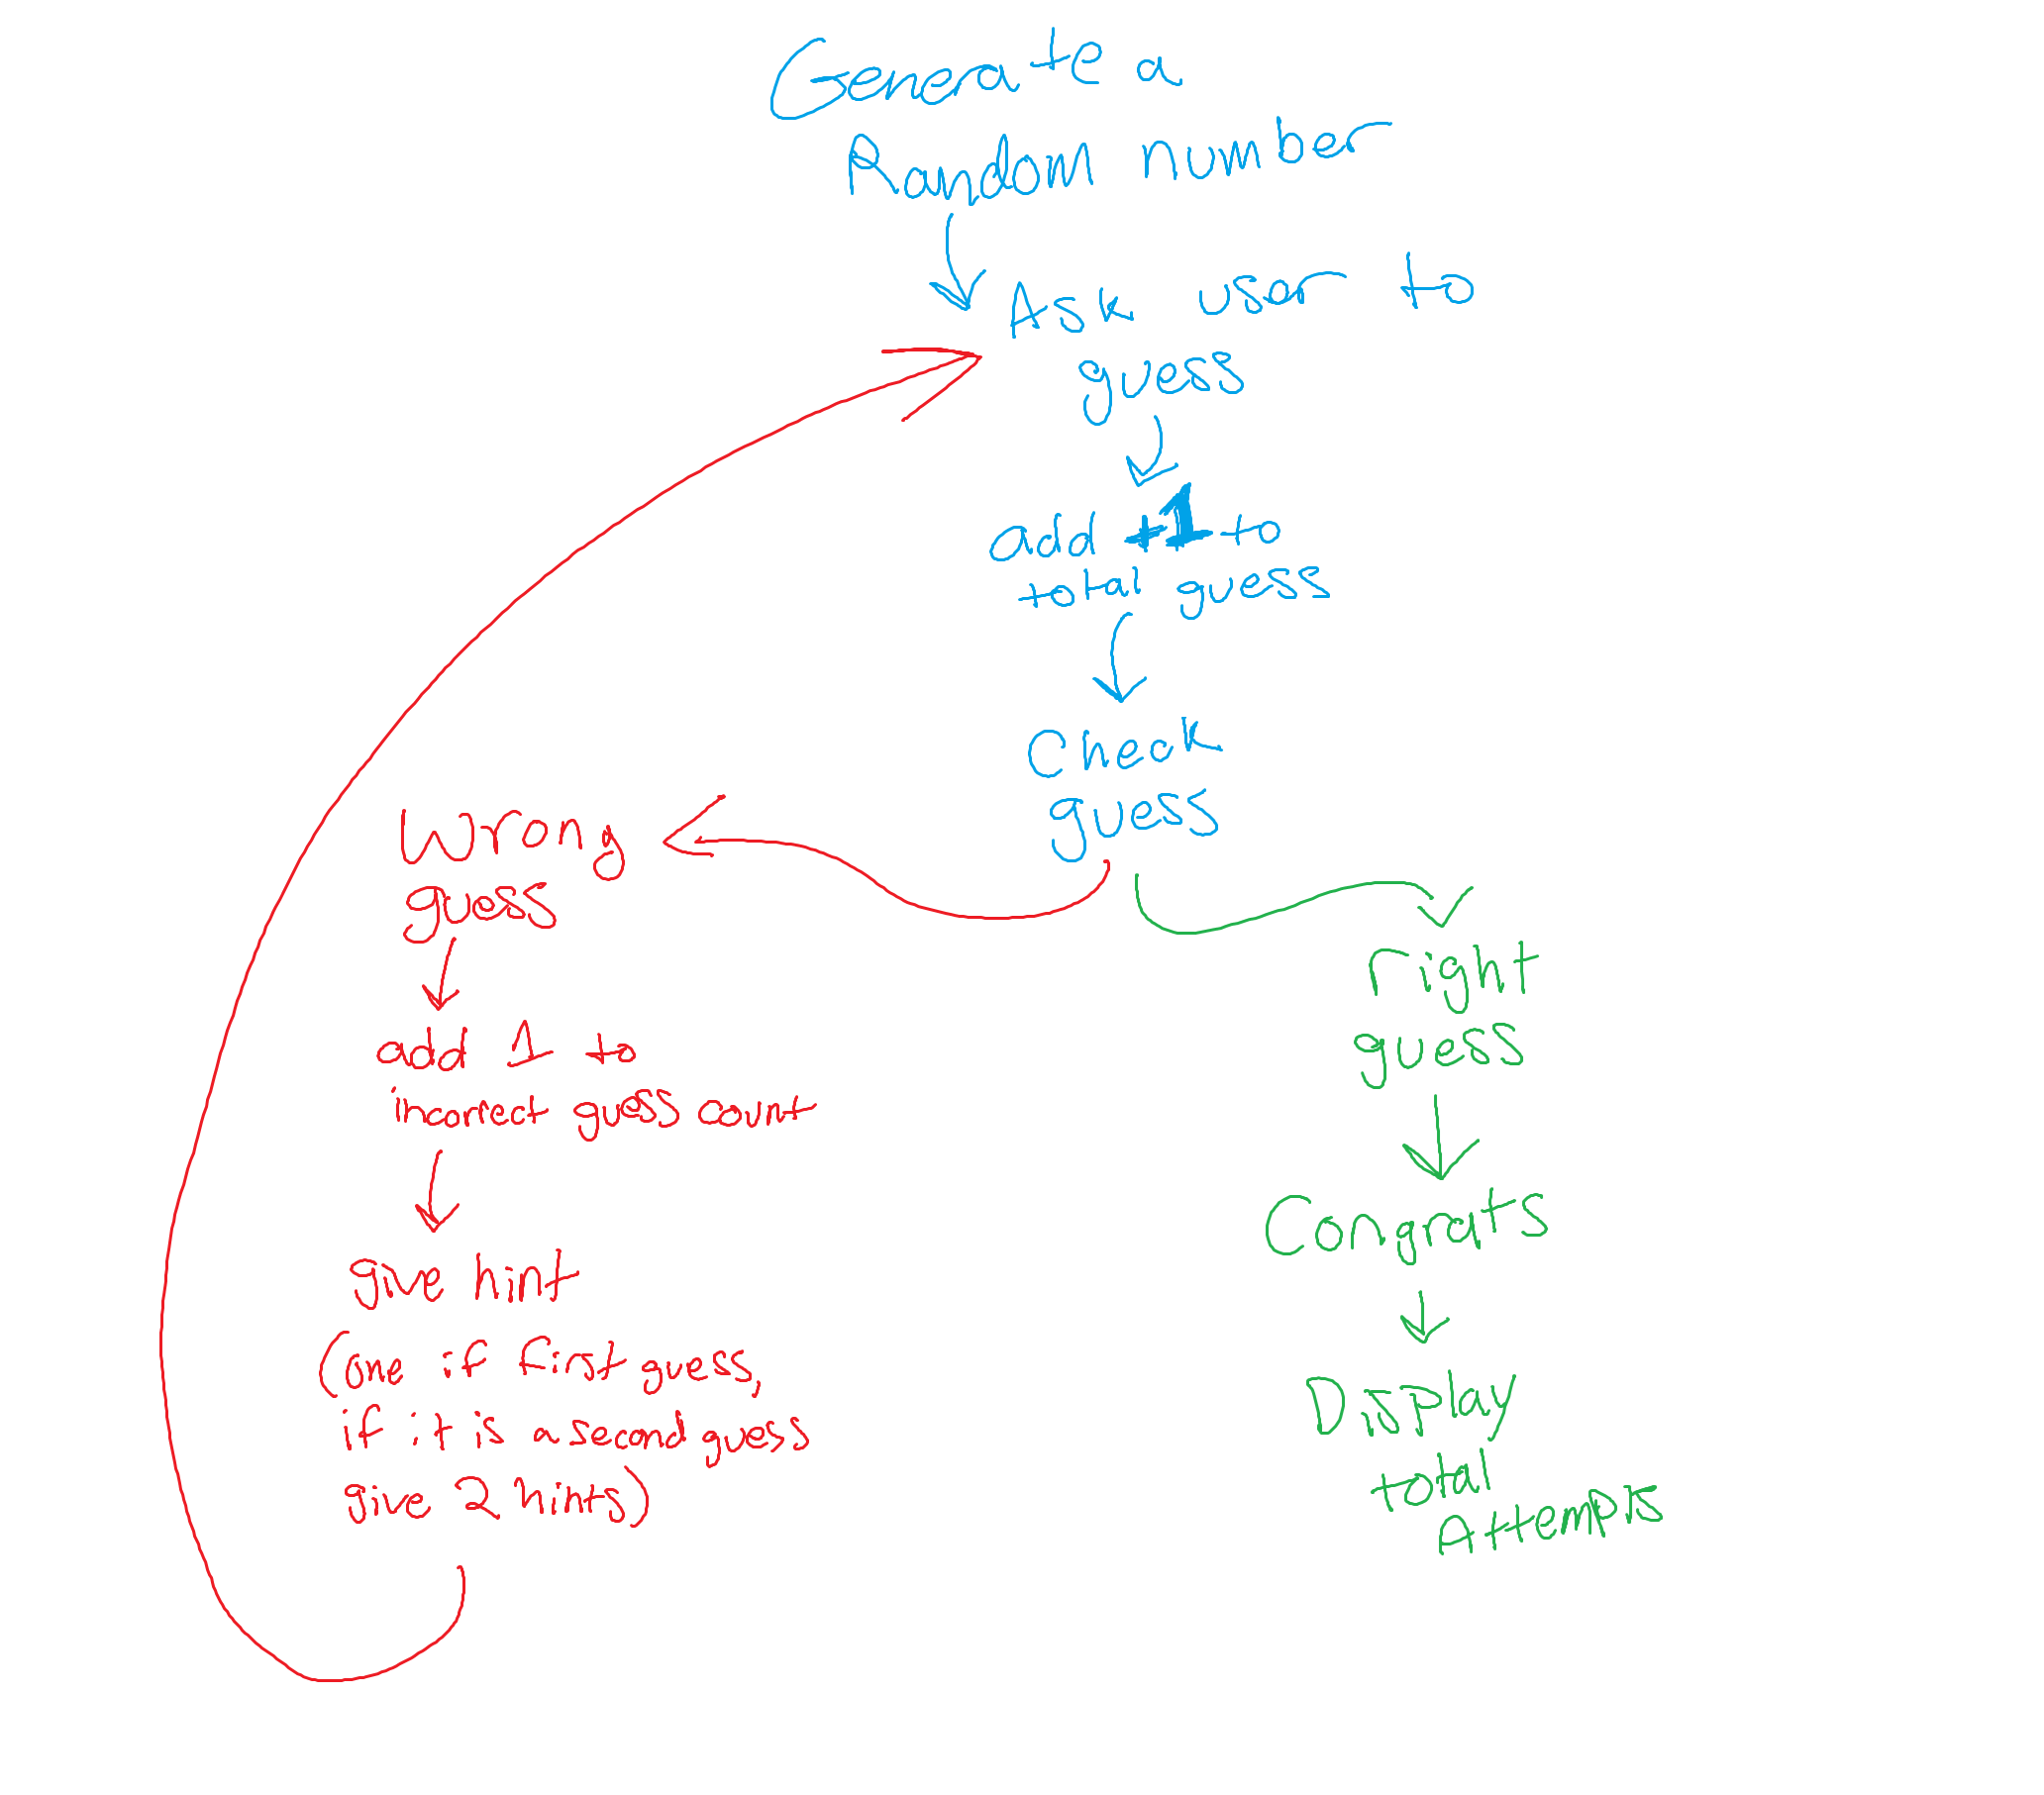 Generate a
Random number
Ask user to
guess
add +1 to
total guess
Check
guess
Wrong
guess
add 1 to
incorrect guess count
give hint
(one if first guess,
if it is a second guess
give 2 hints)
right
guess
Congrats
Display
total
Attempts